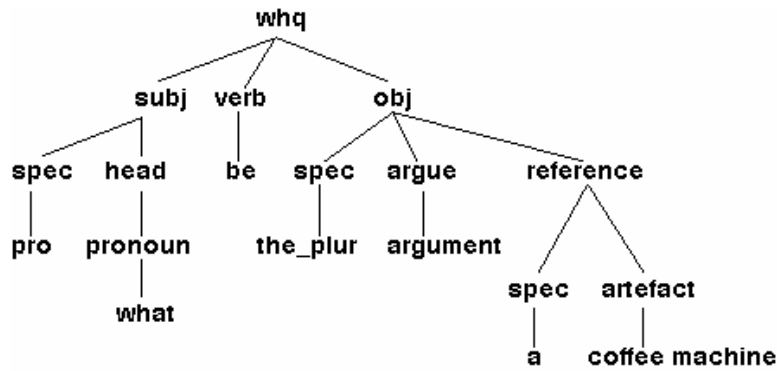 whq
subj verb obj
spec head be spec argue reference
pro pronoun the_plur argument
spec artefact
what
a coffee machine